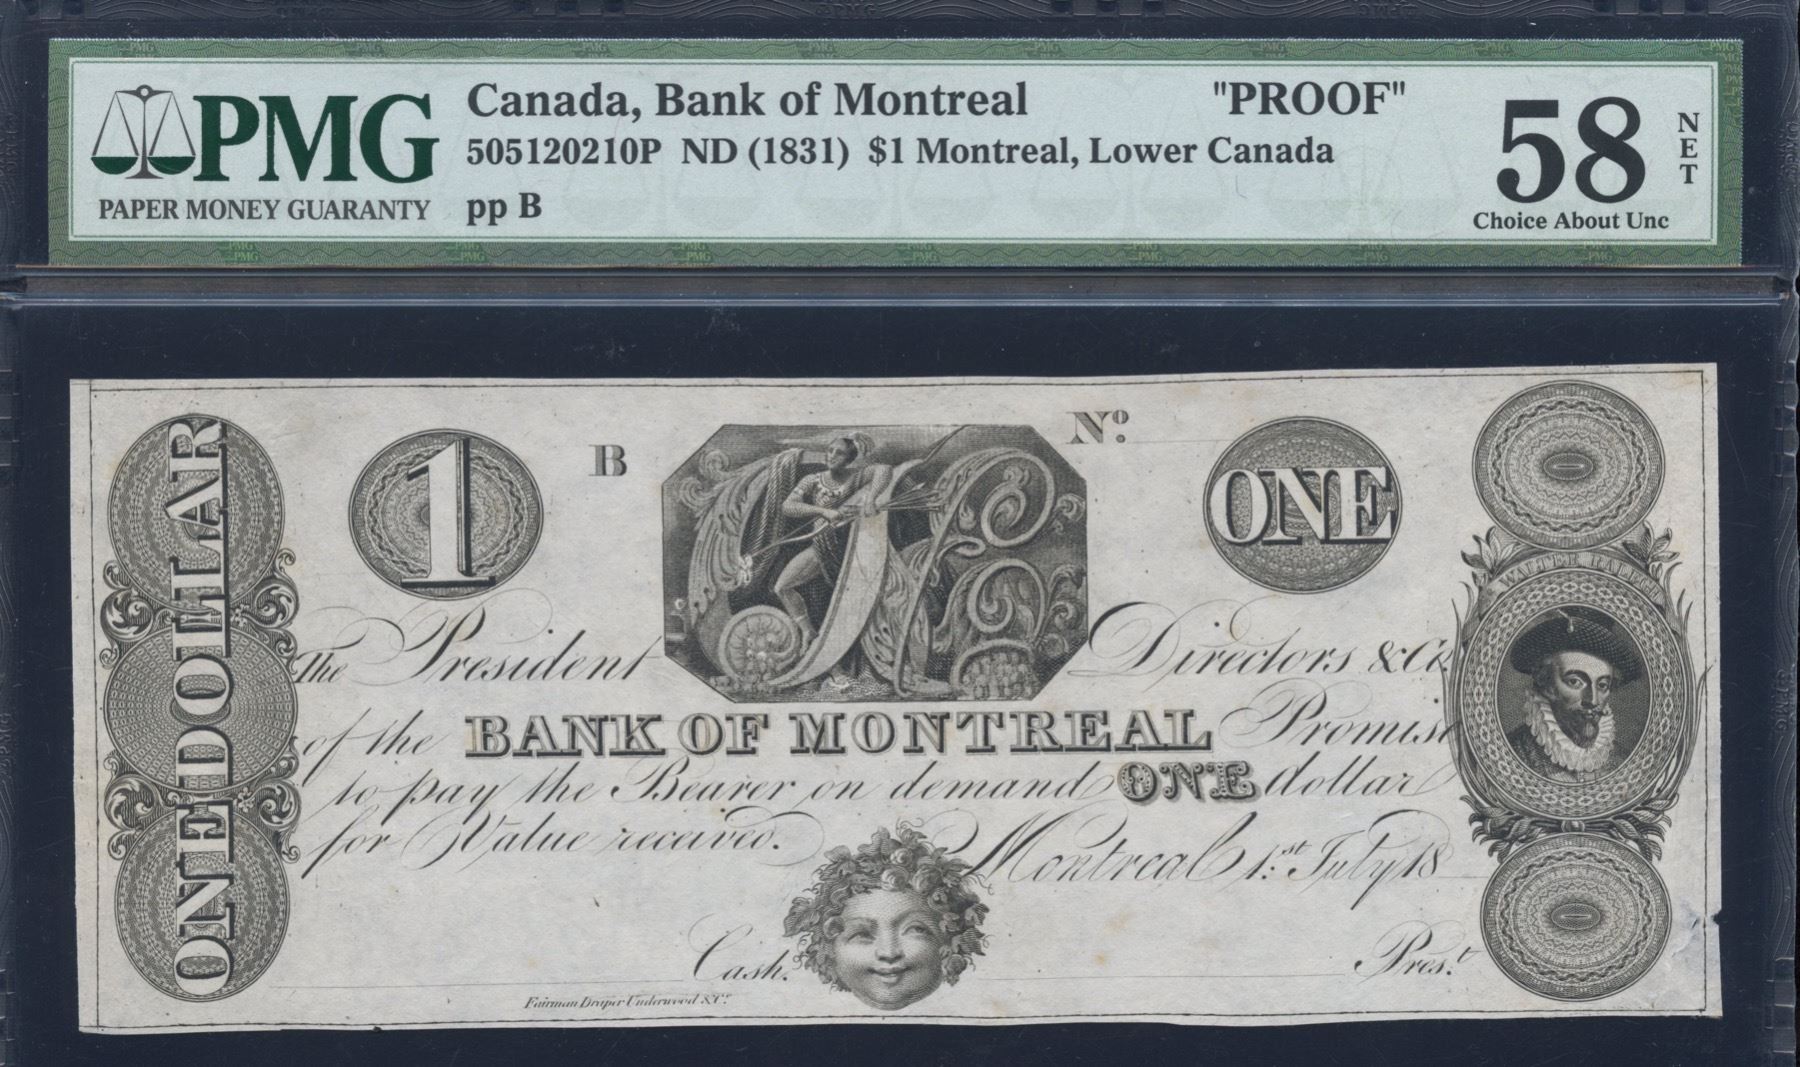 PMG
PAPER MONEY GUARANTY
Canada, Bank of Montreal "PROOF"
505120210P ND (1831) $1 Montreal, Lower Canada
pp B
58
NET
Choice About Unc
ONE DOLLAR
1
B
No.
ONE
WALTER RALEGH
The President Directors & Co.
of the BANK OF MONTREAL Promise
to pay the Bearer on demand ONE dollar
for Value received. Montreal 1st July 18
Cash.r
Pres.t
Fairman Draper Underwood & Co.